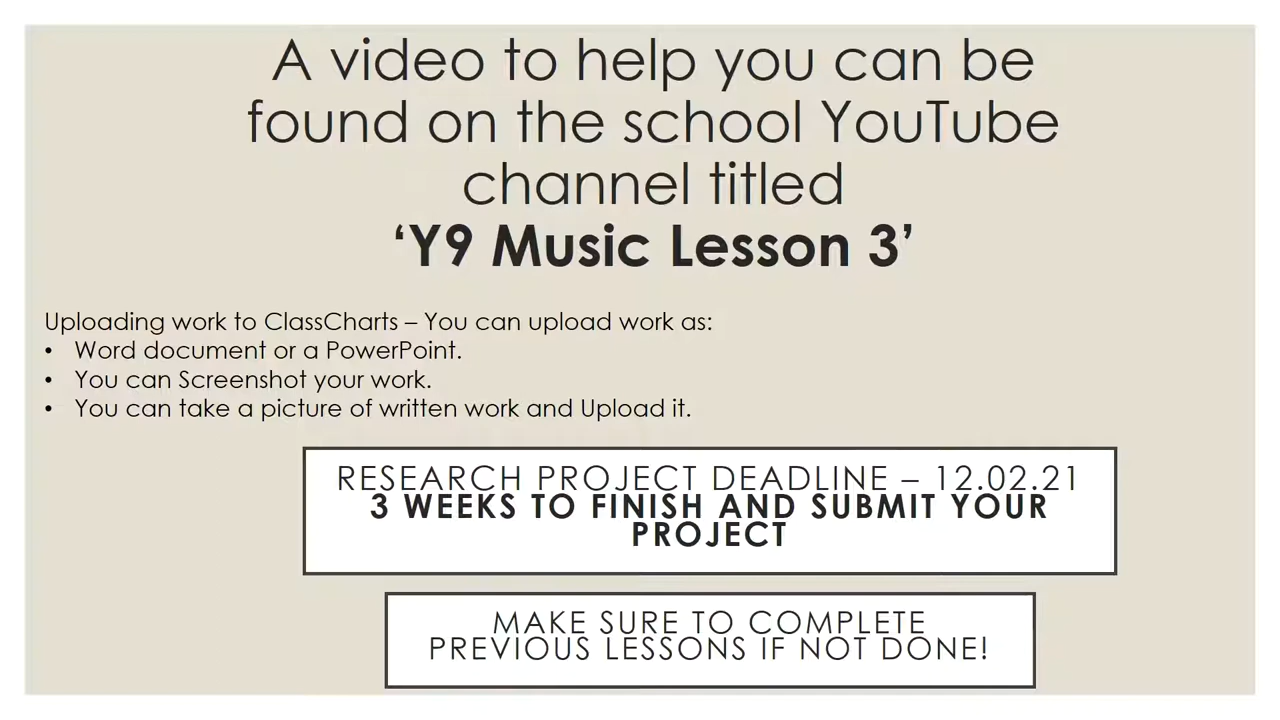 A video to help you can be
found on the school YouTube
channel titled
‘Y9 Music Lesson 3’
Uploading work to ClassCharts – You can upload work as:
• Word document or a PowerPoint.
• You can Screenshot your work.
• You can take a picture of written work and Upload it.
RESEARCH PROJECT DEADLINE – 12.02.21
3 WEEKS TO FINISH AND SUBMIT YOUR
PROJECT
MAKE SURE TO COMPLETE
PREVIOUS LESSONS IF NOT DONE!